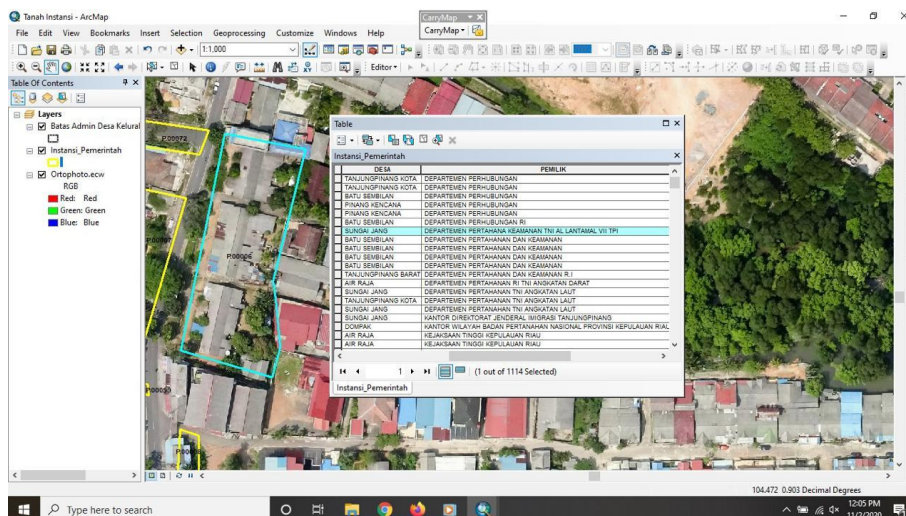 Tanah Instansi - ArcMap
CarryMap
File Edit View Bookmarks Insert Selection Geoprocessing Customize Windows Help
CarryMap
1:1,000
Editor
Table Of Contents
Layers
Batas Admin Desa Kelural
Instansi_Pemerintah
Ortophoto.ecw
RGB
Red: Red
Green: Green
Blue: Blue
P.00072
P.00006
Table
Instansi_Pemerintah
DESA PEMILIK
TANJUNGPINANG KOTA DEPARTEMEN PERHUBUNGAN
TANJUNGPINANG KOTA DEPARTEMEN PERHUBUNGAN
BATU SEMBILAN DEPARTEMEN PERHUBUNGAN
PINANG KENCANA DEPARTEMEN PERHUBUNGAN
PINANG KENCANA DEPARTEMEN PERHUBUNGAN
BATU SEMBILAN DEPARTEMEN PERHUBUNGAN RI
SUNGAI JANG DEPARTEMEN PERTAHANA KEAMANAN TNI AL LANTAMAL VII TPI
BATU SEMBILAN DEPARTEMEN PERTAHANAN DAN KEAMANAN
BATU SEMBILAN DEPARTEMEN PERTAHANAN DAN KEAMANAN
BATU SEMBILAN DEPARTEMEN PERTAHANAN DAN KEAMANAN
BATU SEMBILAN DEPARTEMEN PERTAHANAN DAN KEAMANAN
TANJUNGPINANG BARAT DEPARTEMEN PERTAHANAN DAN KEAMANAN R.I
AIR RAJA DEPARTEMEN PERTAHANAN RI TNI ANGKATAN DARAT
SUNGAI JANG DEPARTEMEN PERTAHANAN TNI ANGKATAN LAUT
TANJUNGPINANG KOTA DEPARTEMEN PERTAHANAN TNI ANGKATAN LAUT
SUNGAI JANG DEPARTEMEN PERTANAHAN TNI ANGKATAN LAUT
SUNGAI JANG KANTOR DIREKTORAT JENDERAL IMIGRASI TANJUNGPINANG
DOMPAK KANTOR WILAYAH BADAN PERTANAHAN NASIONAL PROVINSI KEPULAUAN RIAU
AIR RAJA KEJAKSAAN TINGGI KEPULAUAN RIAU
AIR RAJA KEJAKSAAN TINGGI KEPULAUAN RIAU
1 (1 out of 1114 Selected)
Instansi_Pemerintah
104.472 0.903 Decimal Degrees
Type here to search
12:05 PM
11/2/2020